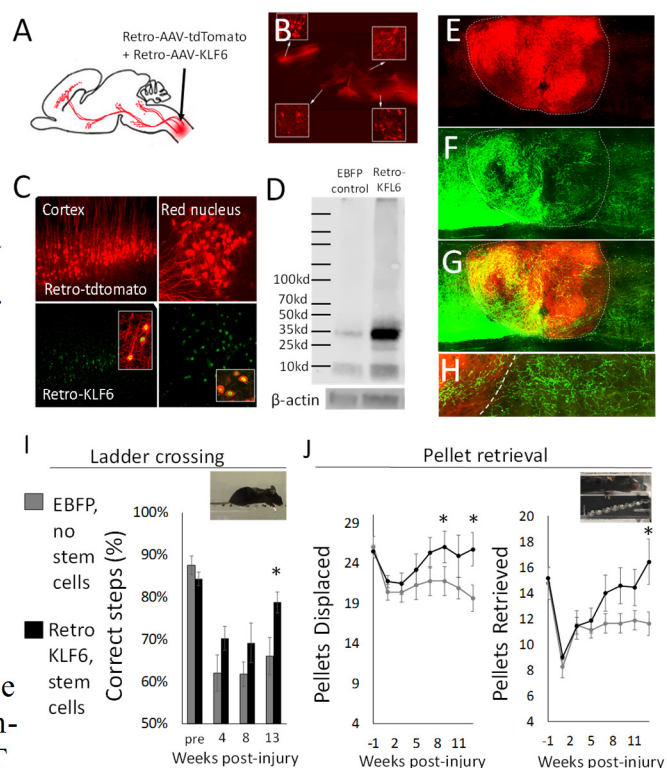 A
Retro-AAV-tdTomato
+ Retro-AAV-KLF6
B
C
Cortex
Red nucleus
Retro-tdtomato
Retro-KLF6
D
EBFP
control
Retro-
KFL6
100kd
70kd
50kd
35kd
25kd
10kd
β-actin
E
F
G
H
I
Ladder crossing
EBFP,
no
stem
cells
Retro
KLF6,
stem
cells
Correct steps (%)
100%
90%
80%
70%
60%
50%
*
pre 4 8 13
Weeks post-injury
J
Pellet retrieval
Pellets Displaced
29
24
19
14
9
4
* *
-1 2 5 8 11
Weeks post-injury
Pellets Retrieved
20
18
16
14
12
10
8
6
4
*
-1 2 5 8 11
Weeks post-injury
e
n-